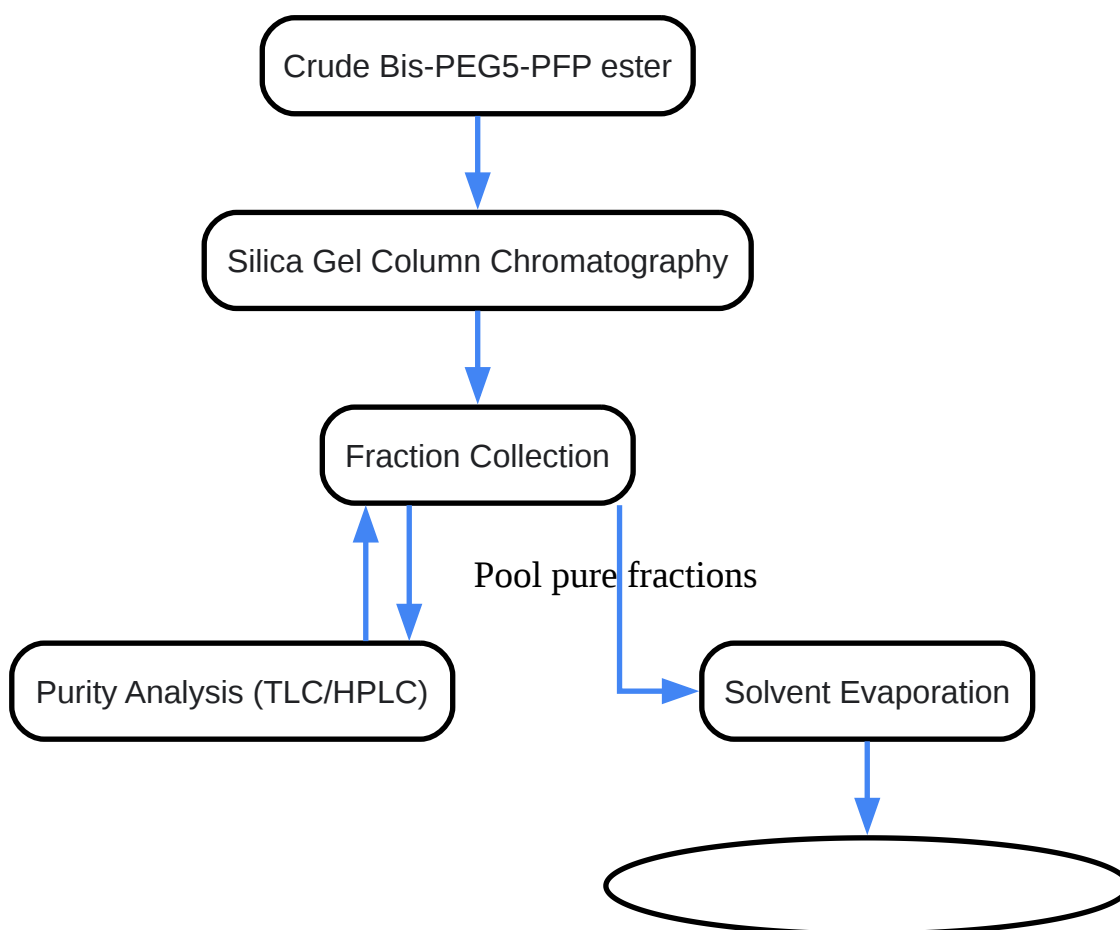 Crude Bis-PEG5-PFP ester
Silica Gel Column Chromatography
Fraction Collection
Pool pure fractions
Purity Analysis (TLC/HPLC)
Solvent Evaporation